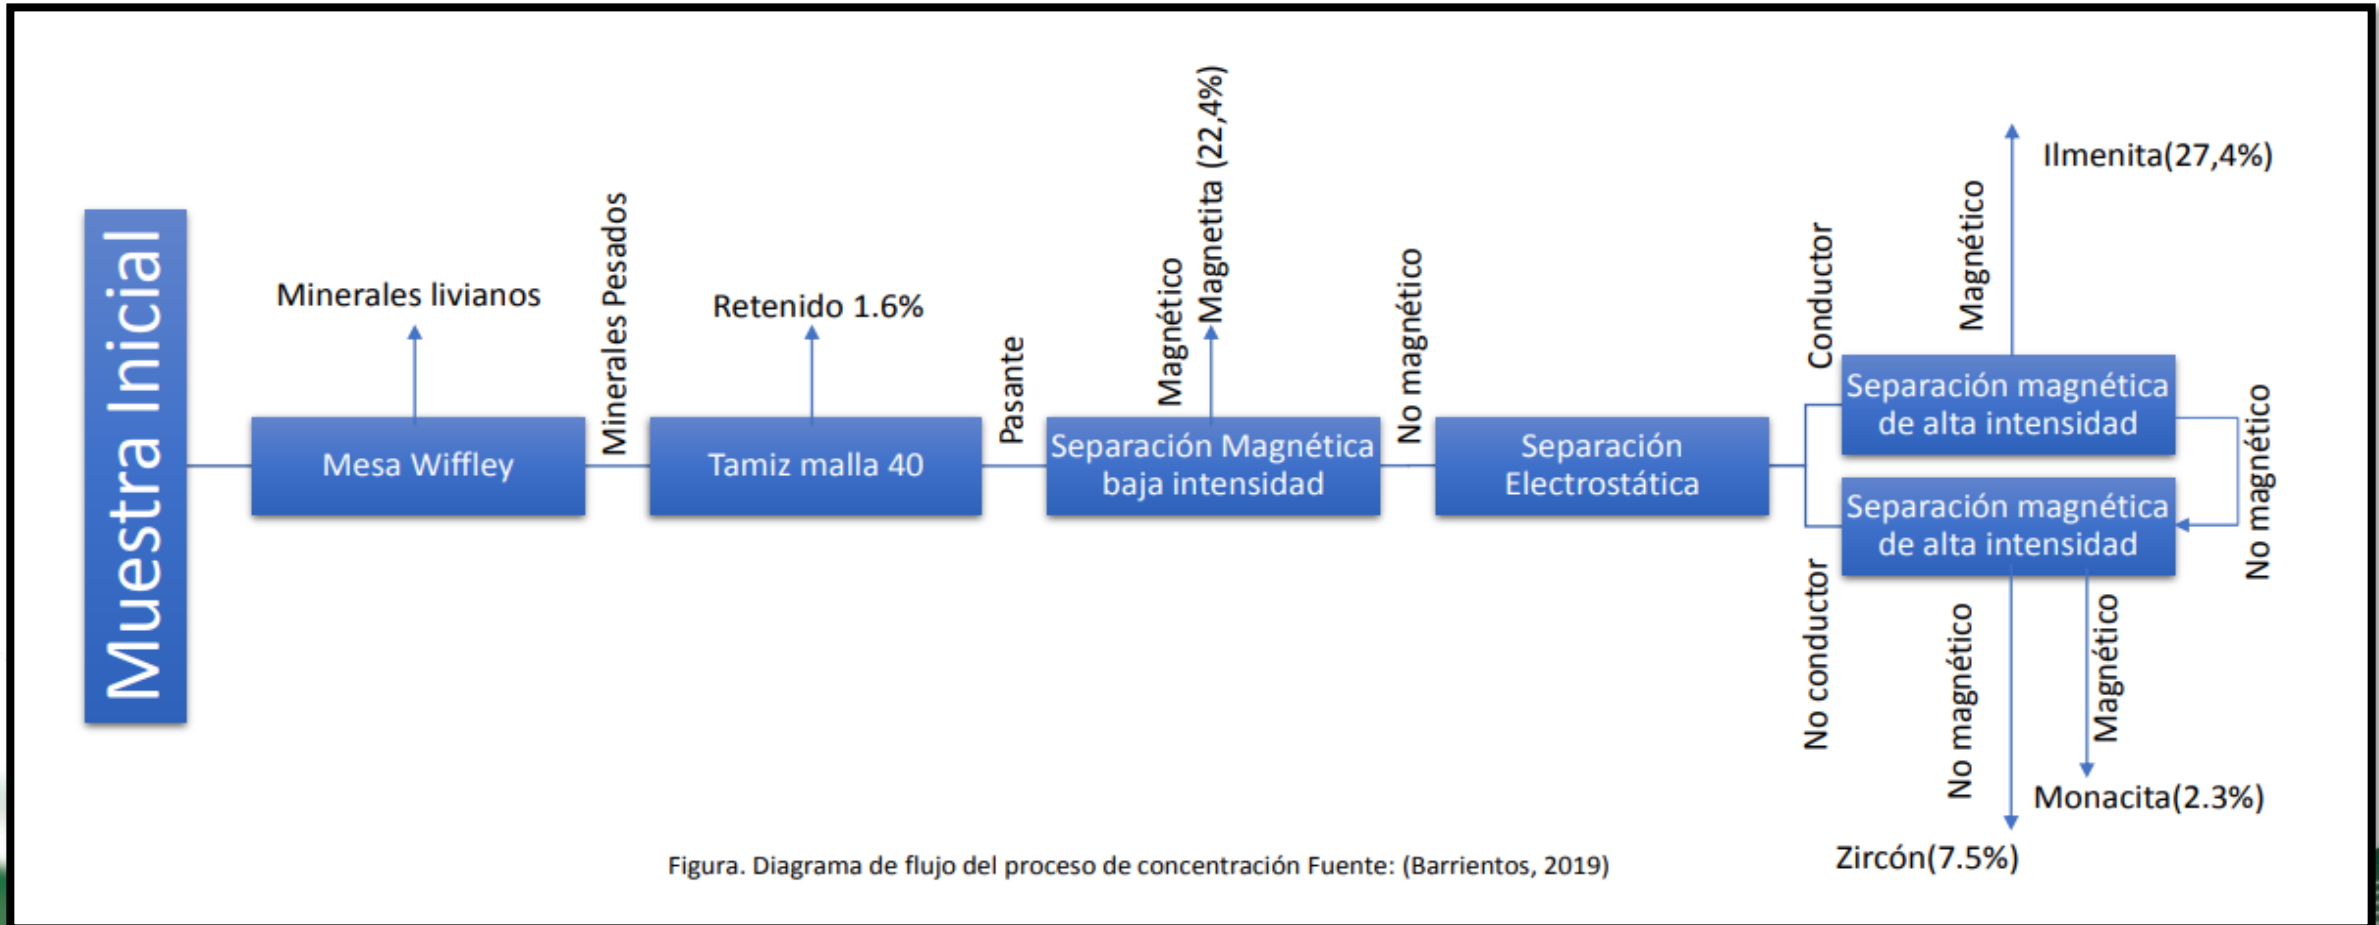 Muestra Inicial
Minerales livianos
Mesa Wiffley
Minerales Pesados
Retenido 1.6%
Tamiz malla 40
Pasante
Magnético
Magnetita (22,4%)
Separación Magnética
baja intensidad
No magnético
Separación
Electrostática
Conductor
No conductor
Magnético
Ilmenita(27,4%)
Separación magnética
de alta intensidad
No magnético
Separación magnética
de alta intensidad
No magnético
Magnético
Monacita(2.3%)
Zircón(7.5%)
Figura. Diagrama de flujo del proceso de concentración Fuente: (Barrientos, 2019)